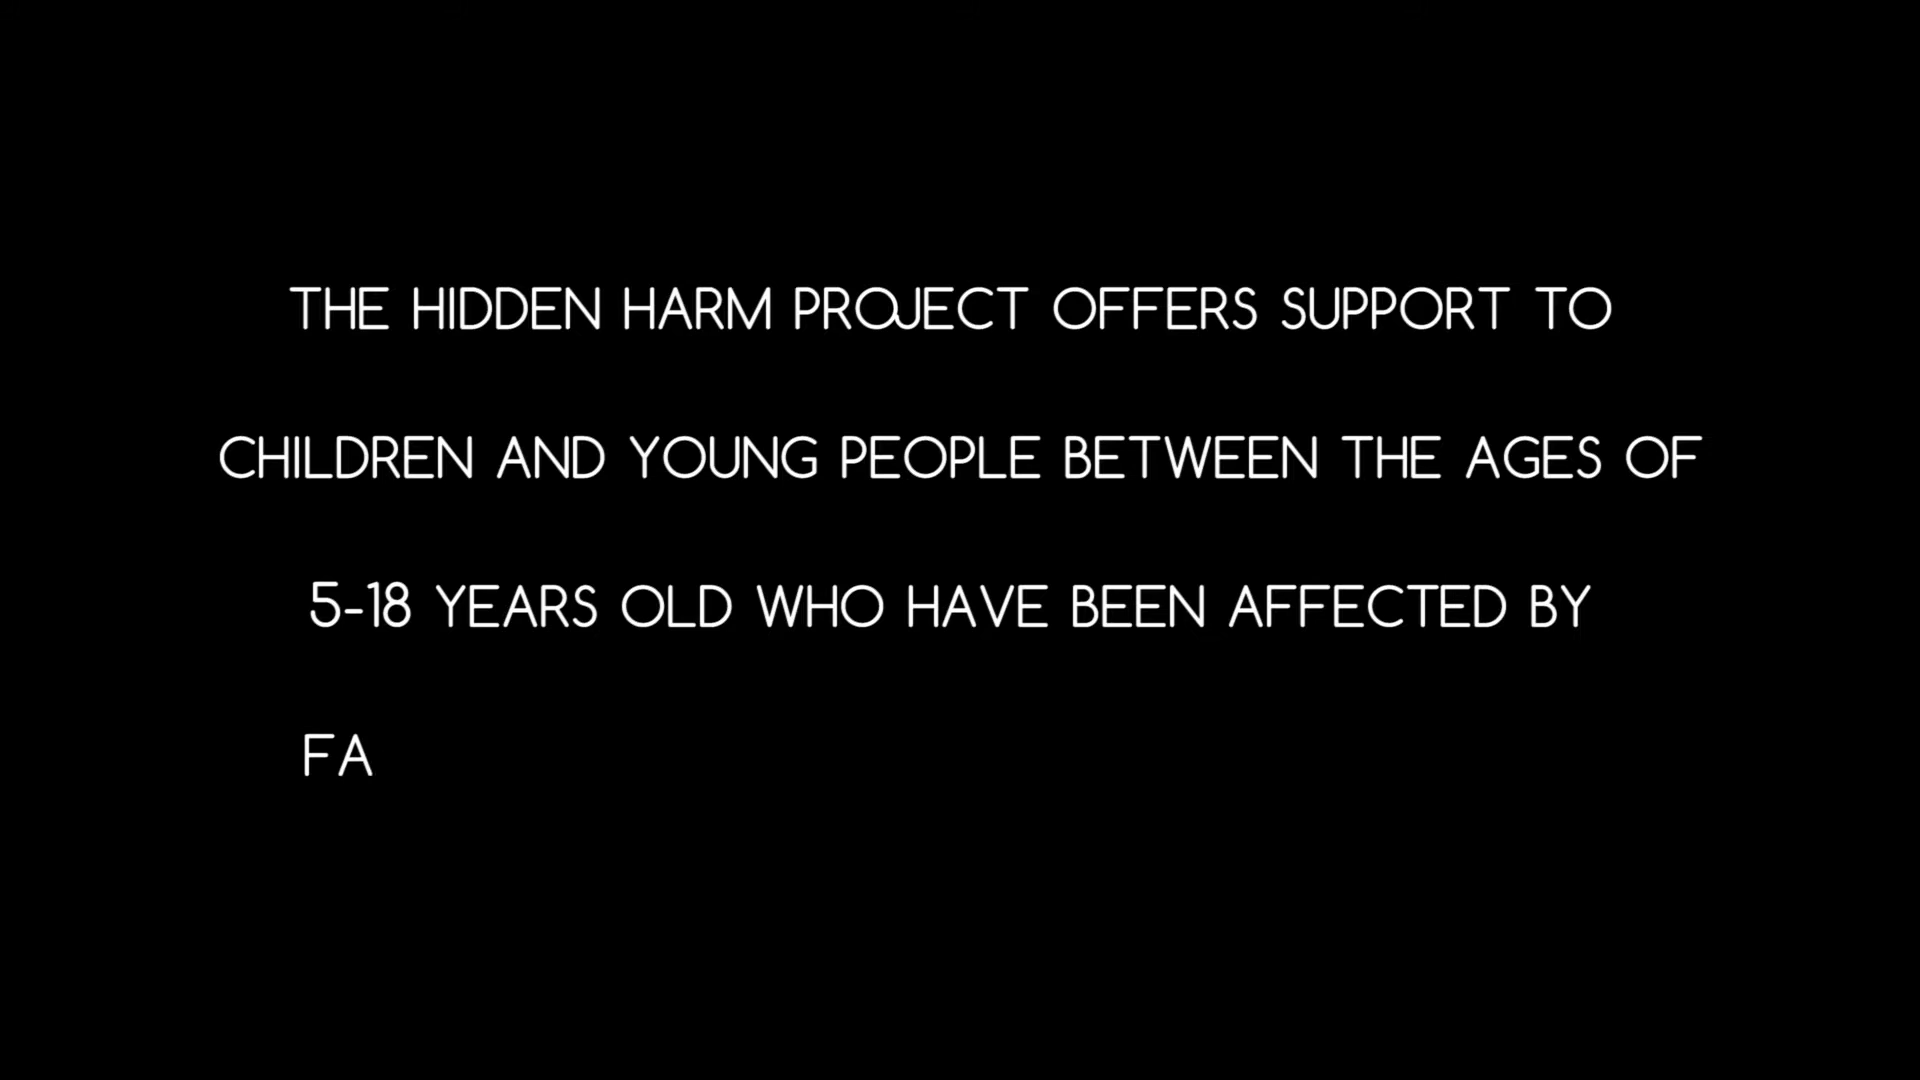 THE HIDDEN HARM PROJECT OFFERS SUPPORT TO
CHILDREN AND YOUNG PEOPLE BETWEEN THE AGES OF
5-18 YEARS OLD WHO HAVE BEEN AFFECTED BY
FA